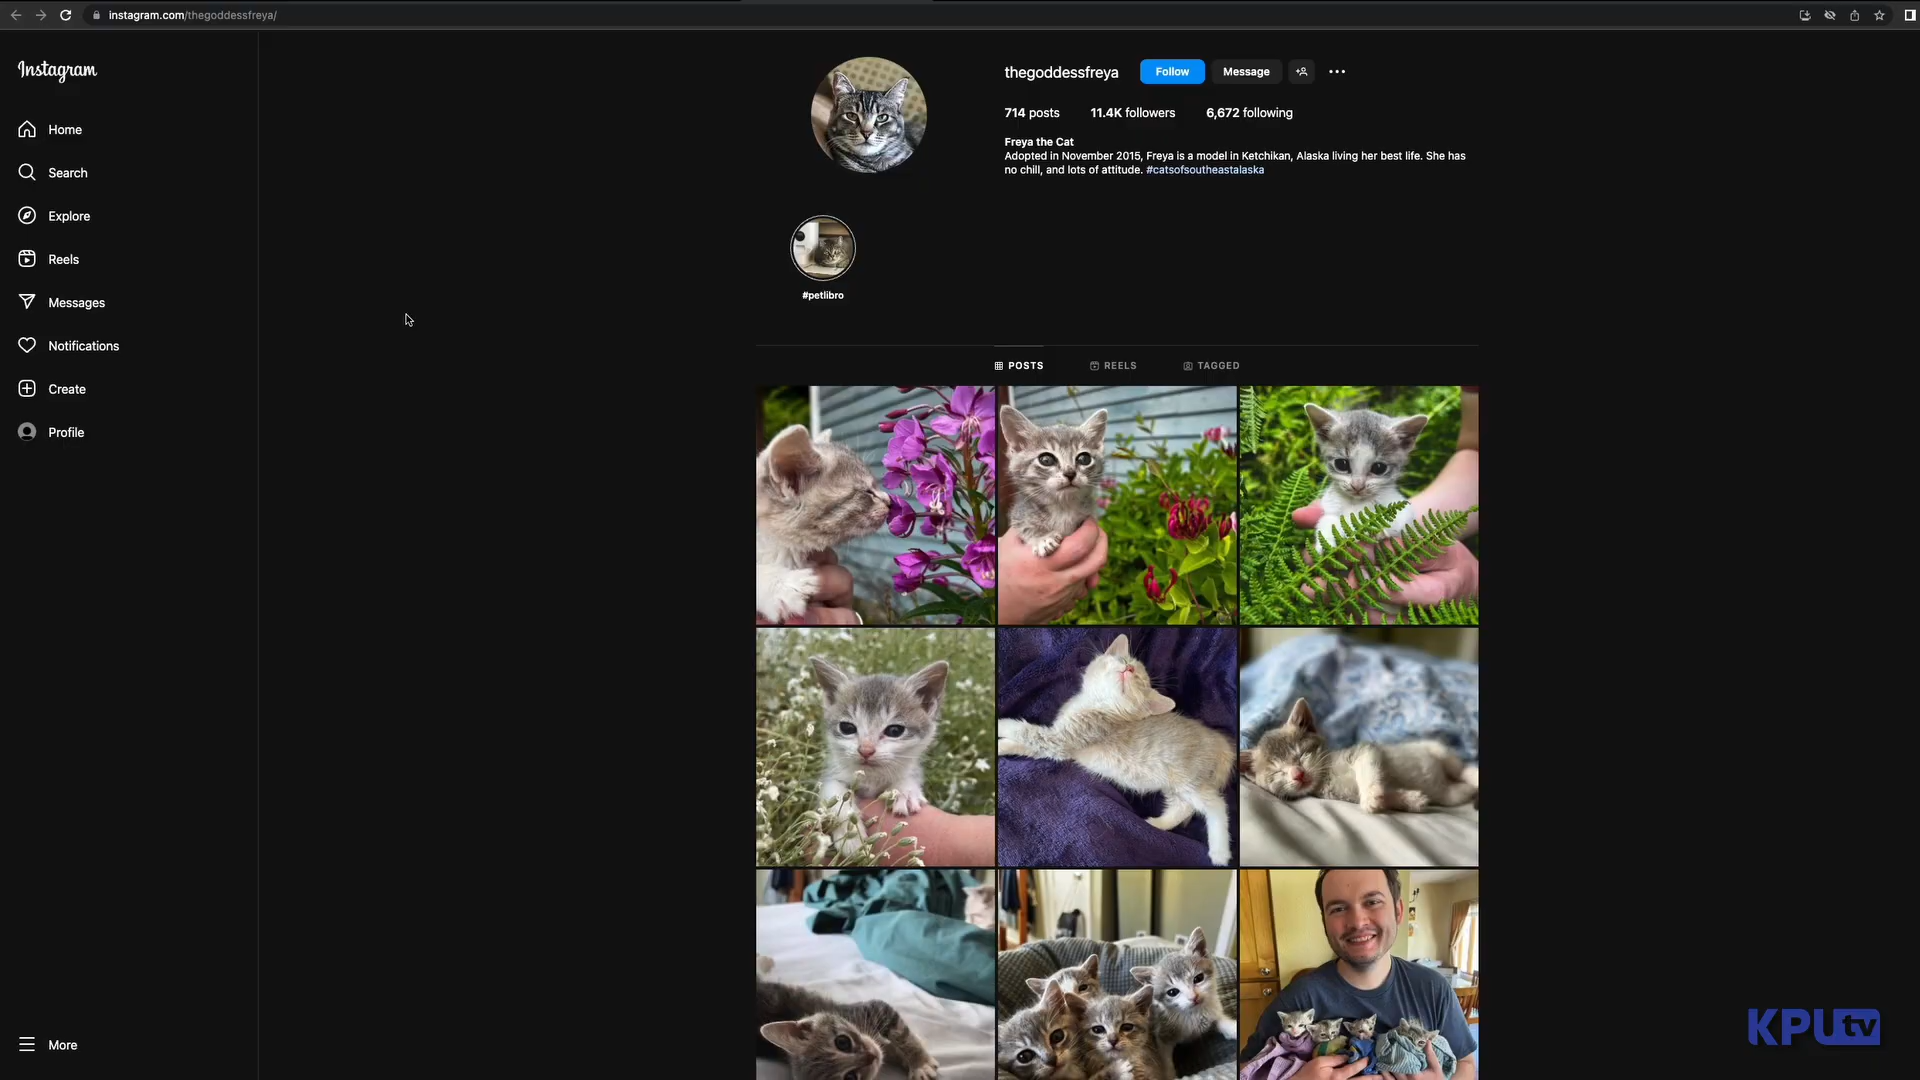 instagram.com/thegoddessfreya/
Instagram
Home
Search
Explore
Reels
Messages
Notifications
Create
Profile
More
thegoddessfreya Follow Message
714 posts 11.4K followers 6,672 following
Freya the Cat
Adopted in November 2015, Freya is a model in Ketchikan, Alaska living her best life. She has
no chill, and lots of attitude. #catsofsoutheastalaska
#petlibro
POSTS REELS TAGGED
KPUtv